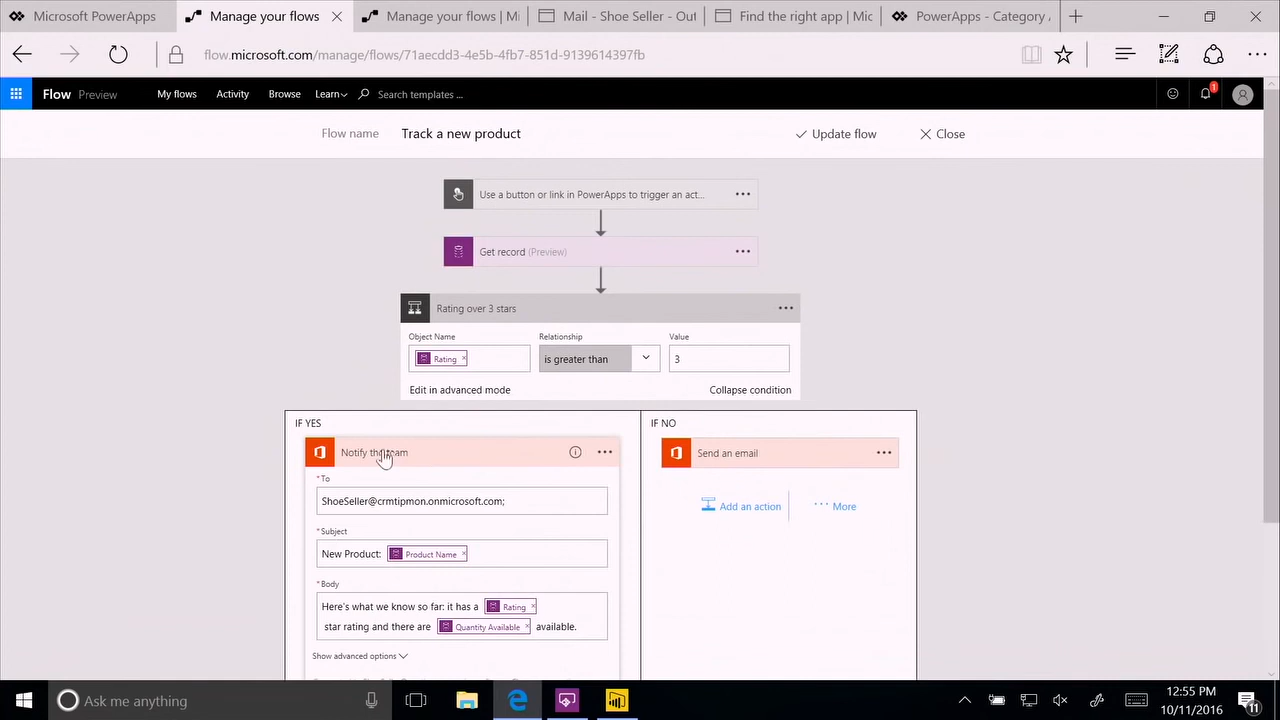 Microsoft PowerApps
Manage your flows
Manage your flows | Mi
Mail - Shoe Seller - Out
Find the right app | Mic
PowerApps - Category
flow.microsoft.com/manage/flows/71aecdd3-4e5b-4fb7-851d-9139614397fb
Flow Preview My flows Activity Browse Learn Search templates ... 1
Flow name Track a new product Update flow Close
Use a button or link in PowerApps to trigger an act...
Get record (Preview)
Rating over 3 stars
Object Name Relationship Value
Rating is greater than 3
Edit in advanced mode Collapse condition
IF YES IF NO
Notify the team Send an email
* To
ShoeSeller@crmtipmon.onmicrosoft.com;
Add an action More
* Subject
New Product: Product Name
* Body
Here's what we know so far: it has a Rating
star rating and there are Quantity Available available.
Show advanced options
Ask me anything
12:55 PM
10/11/2016
11